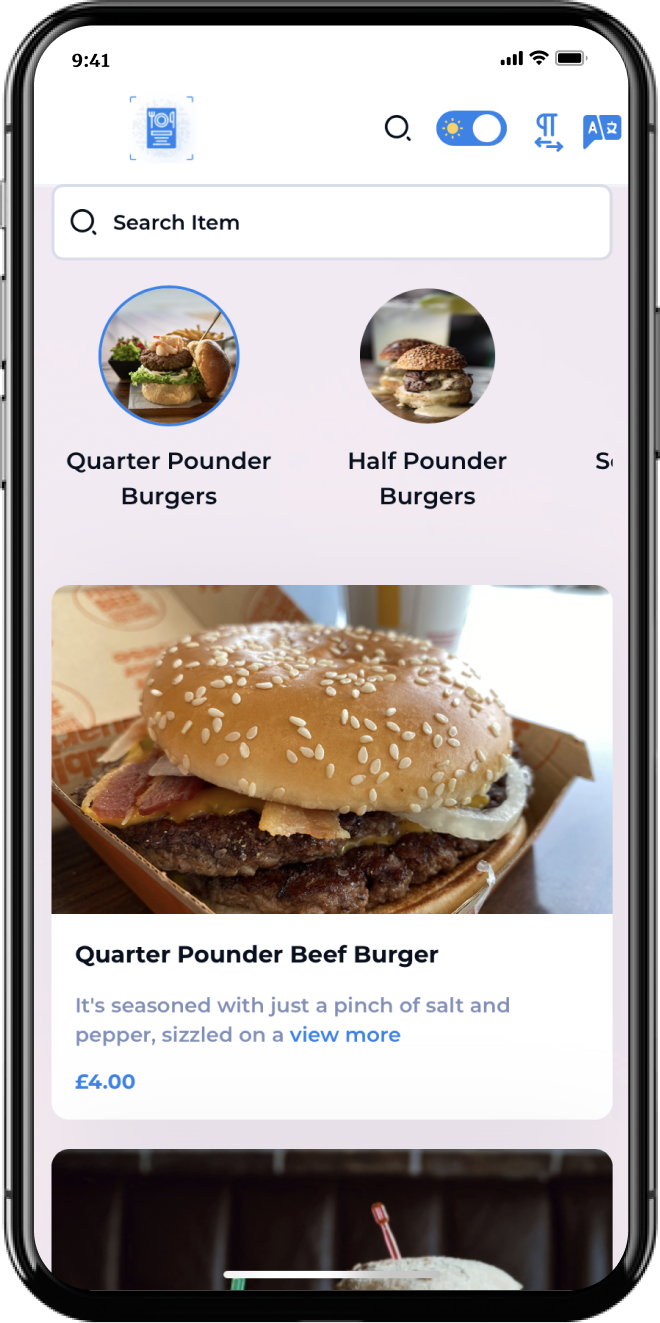 9:41
Search Item
Quarter Pounder
Burgers
Half Pounder
Burgers
Quarter Pounder Beef Burger
It's seasoned with just a pinch of salt and
pepper, sizzled on a view more
£4.00